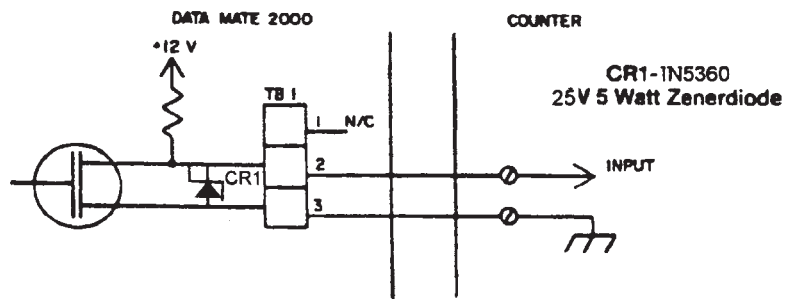 DATA MATE 2000
COUNTER
+12 V
CR1-1N5360
25V 5 Watt Zenerdiode
TB 1
1
N/C
2
INPUT
CR1
3